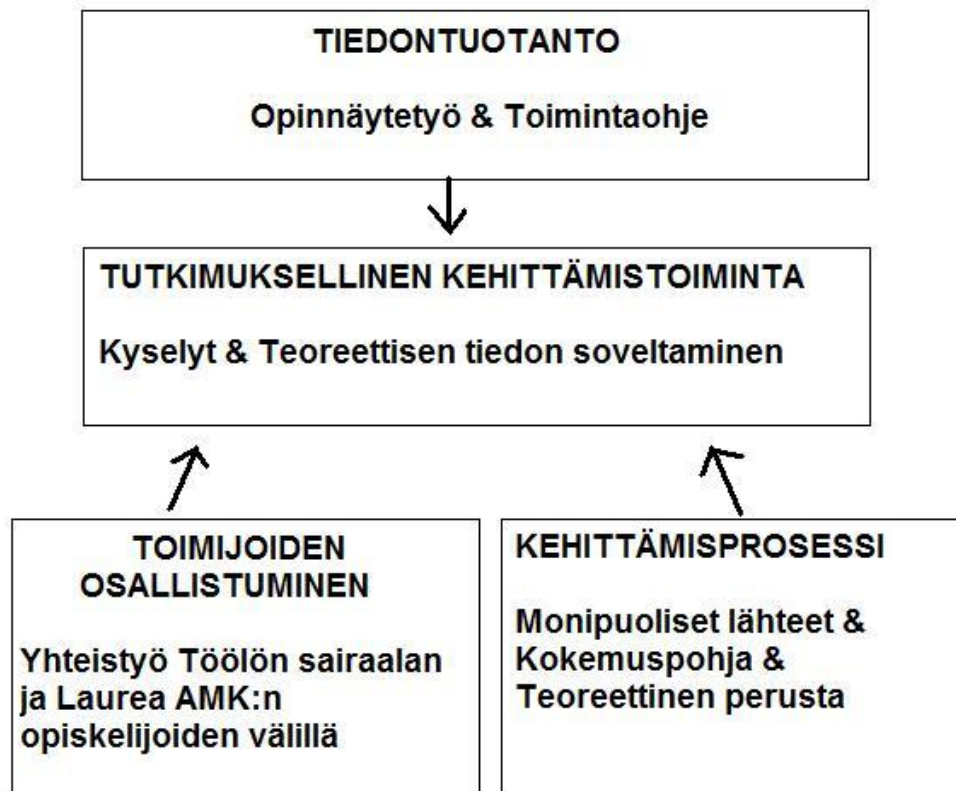 TIEDONTUOTANTO
Opinnäytetyö & Toimintaohje
TUTKIMUKSELLINEN KEHITTÄMISTOIMINTA
Kyselyt & Teoreettisen tiedon soveltaminen
TOIMIJOIDEN
OSALLISTUMINEN
Yhteistyö Töölön sairaalan
ja Laurea AMK:n
opiskelijoiden välillä
KEHITTÄMISPROSESSI
Monipuoliset lähteet &
Kokemuspohja &
Teoreettinen perusta